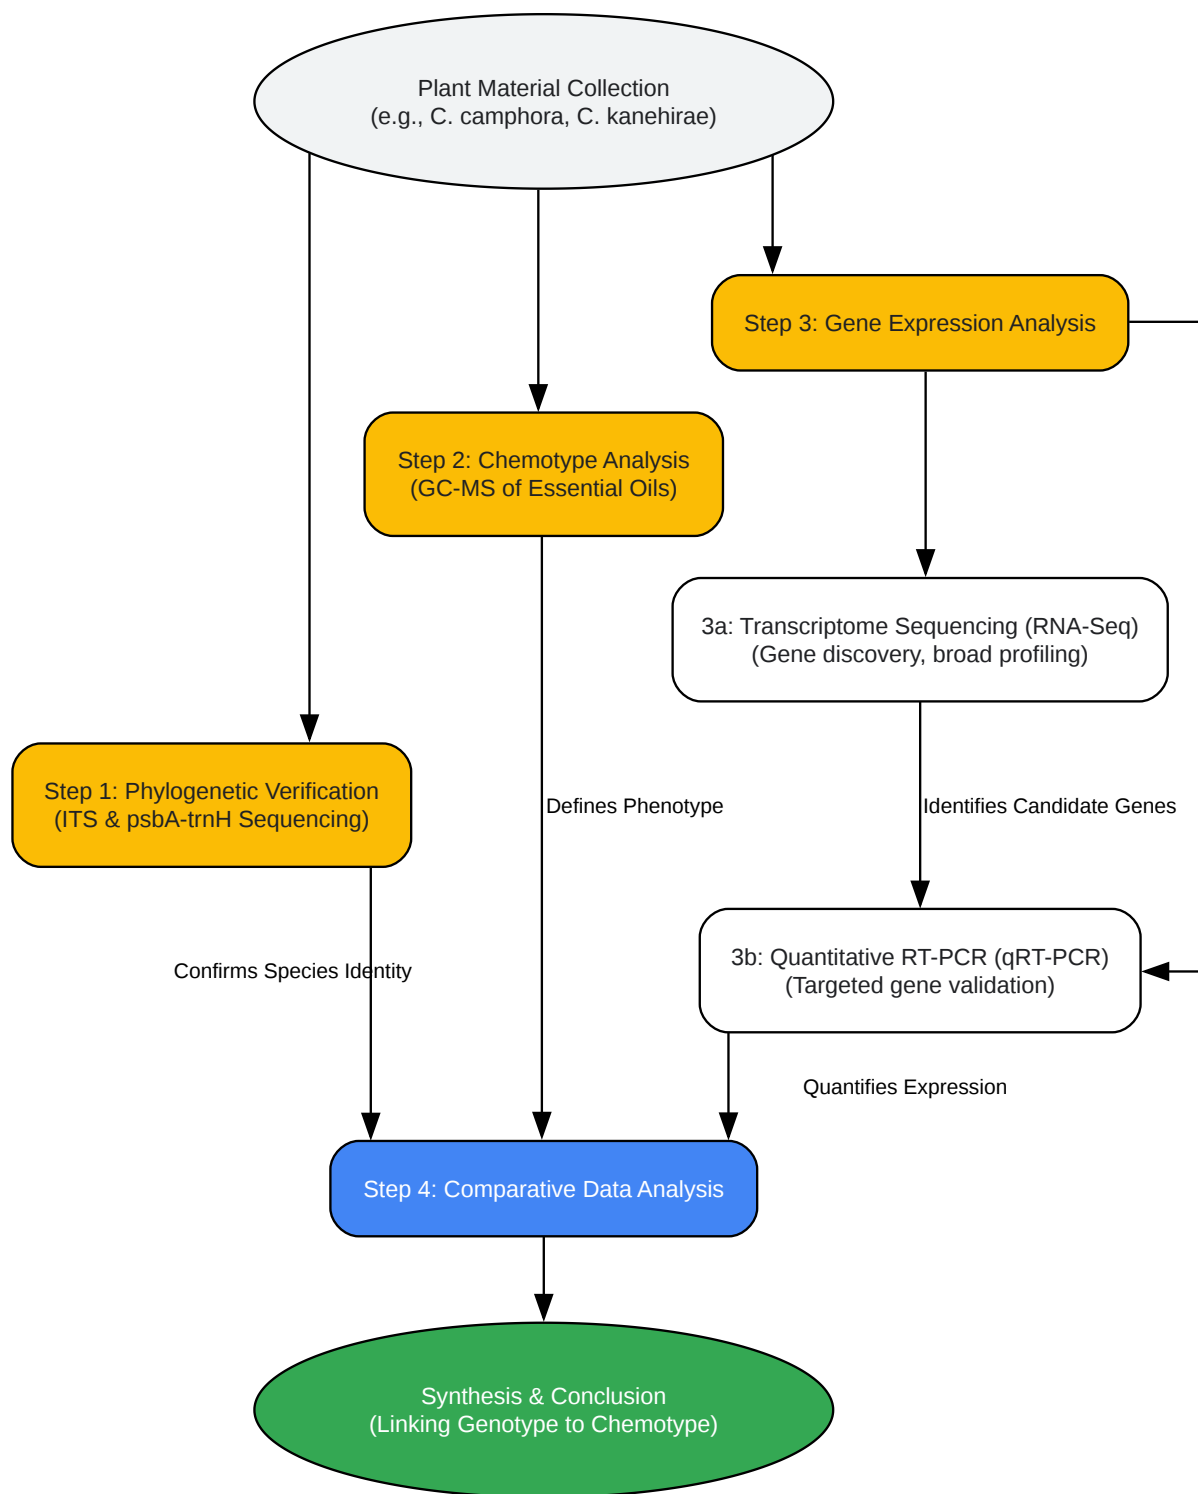 Plant Material Collection
(e.g., C. camphora, C. kanehirae)
Step 3: Gene Expression Analysis
Step 2: Chemotype Analysis
(GC-MS of Essential Oils)
3a: Transcriptome Sequencing (RNA-Seq)
(Gene discovery, broad profiling)
Step 1: Phylogenetic Verification
(ITS & psbA-trnH Sequencing)
Defines Phenotype
Identifies Candidate Genes
Confirms Species Identity
3b: Quantitative RT-PCR (qRT-PCR)
(Targeted gene validation)
Quantifies Expression
Step 4: Comparative Data Analysis
Synthesis & Conclusion
(Linking Genotype to Chemotype)